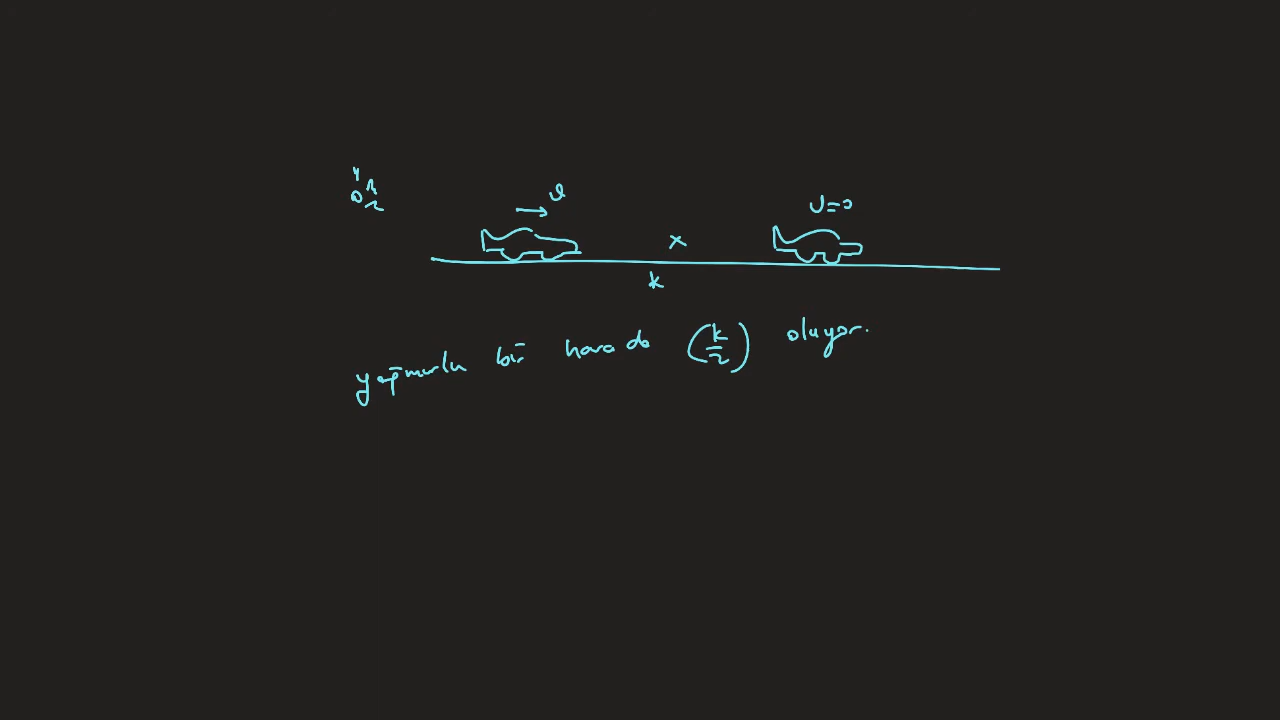 ϑ
V=0
x
k
yağmurlu bir havada (k/2) oluyor.